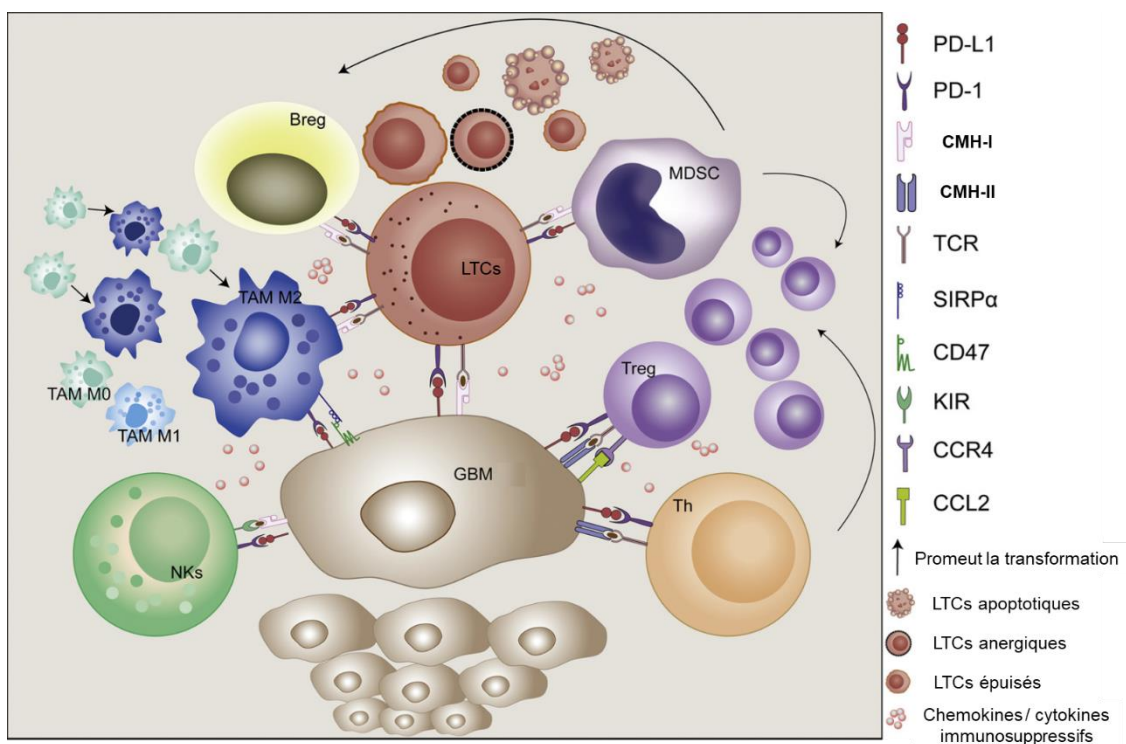 Breg
MDSC
LTCs
TAM M2
TAM M0
TAM M1
Treg
GBM
Th
NKs
PD-L1
PD-1
CMH-I
CMH-II
TCR
SIRPα
CD47
KIR
CCR4
CCL2
Promeut la transformation
LTCs apoptotiques
LTCs anergiques
LTCs épuisés
Chemokines / cytokines
immunosuppressifs